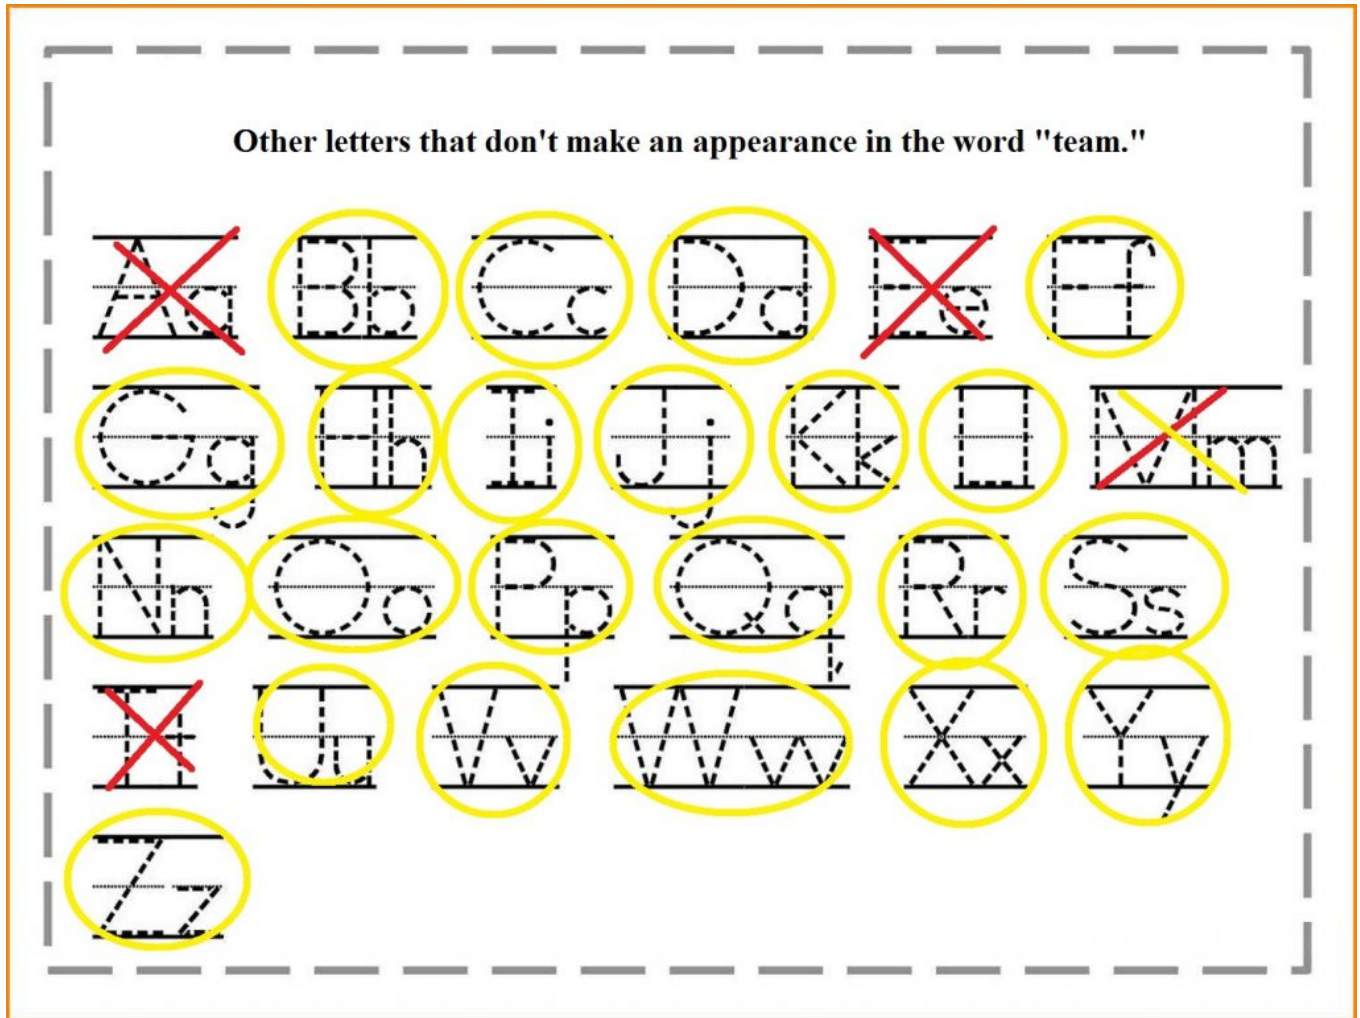 Other letters that don't make an appearance in the word "team."
Aa Bb Cc Dd Ee Ff
Gg Hh Ii Jj Kk Ll Mm
Nn Oo Pp Qq Rr Ss
Tt Uu Vv Ww Xx Yy
Zz